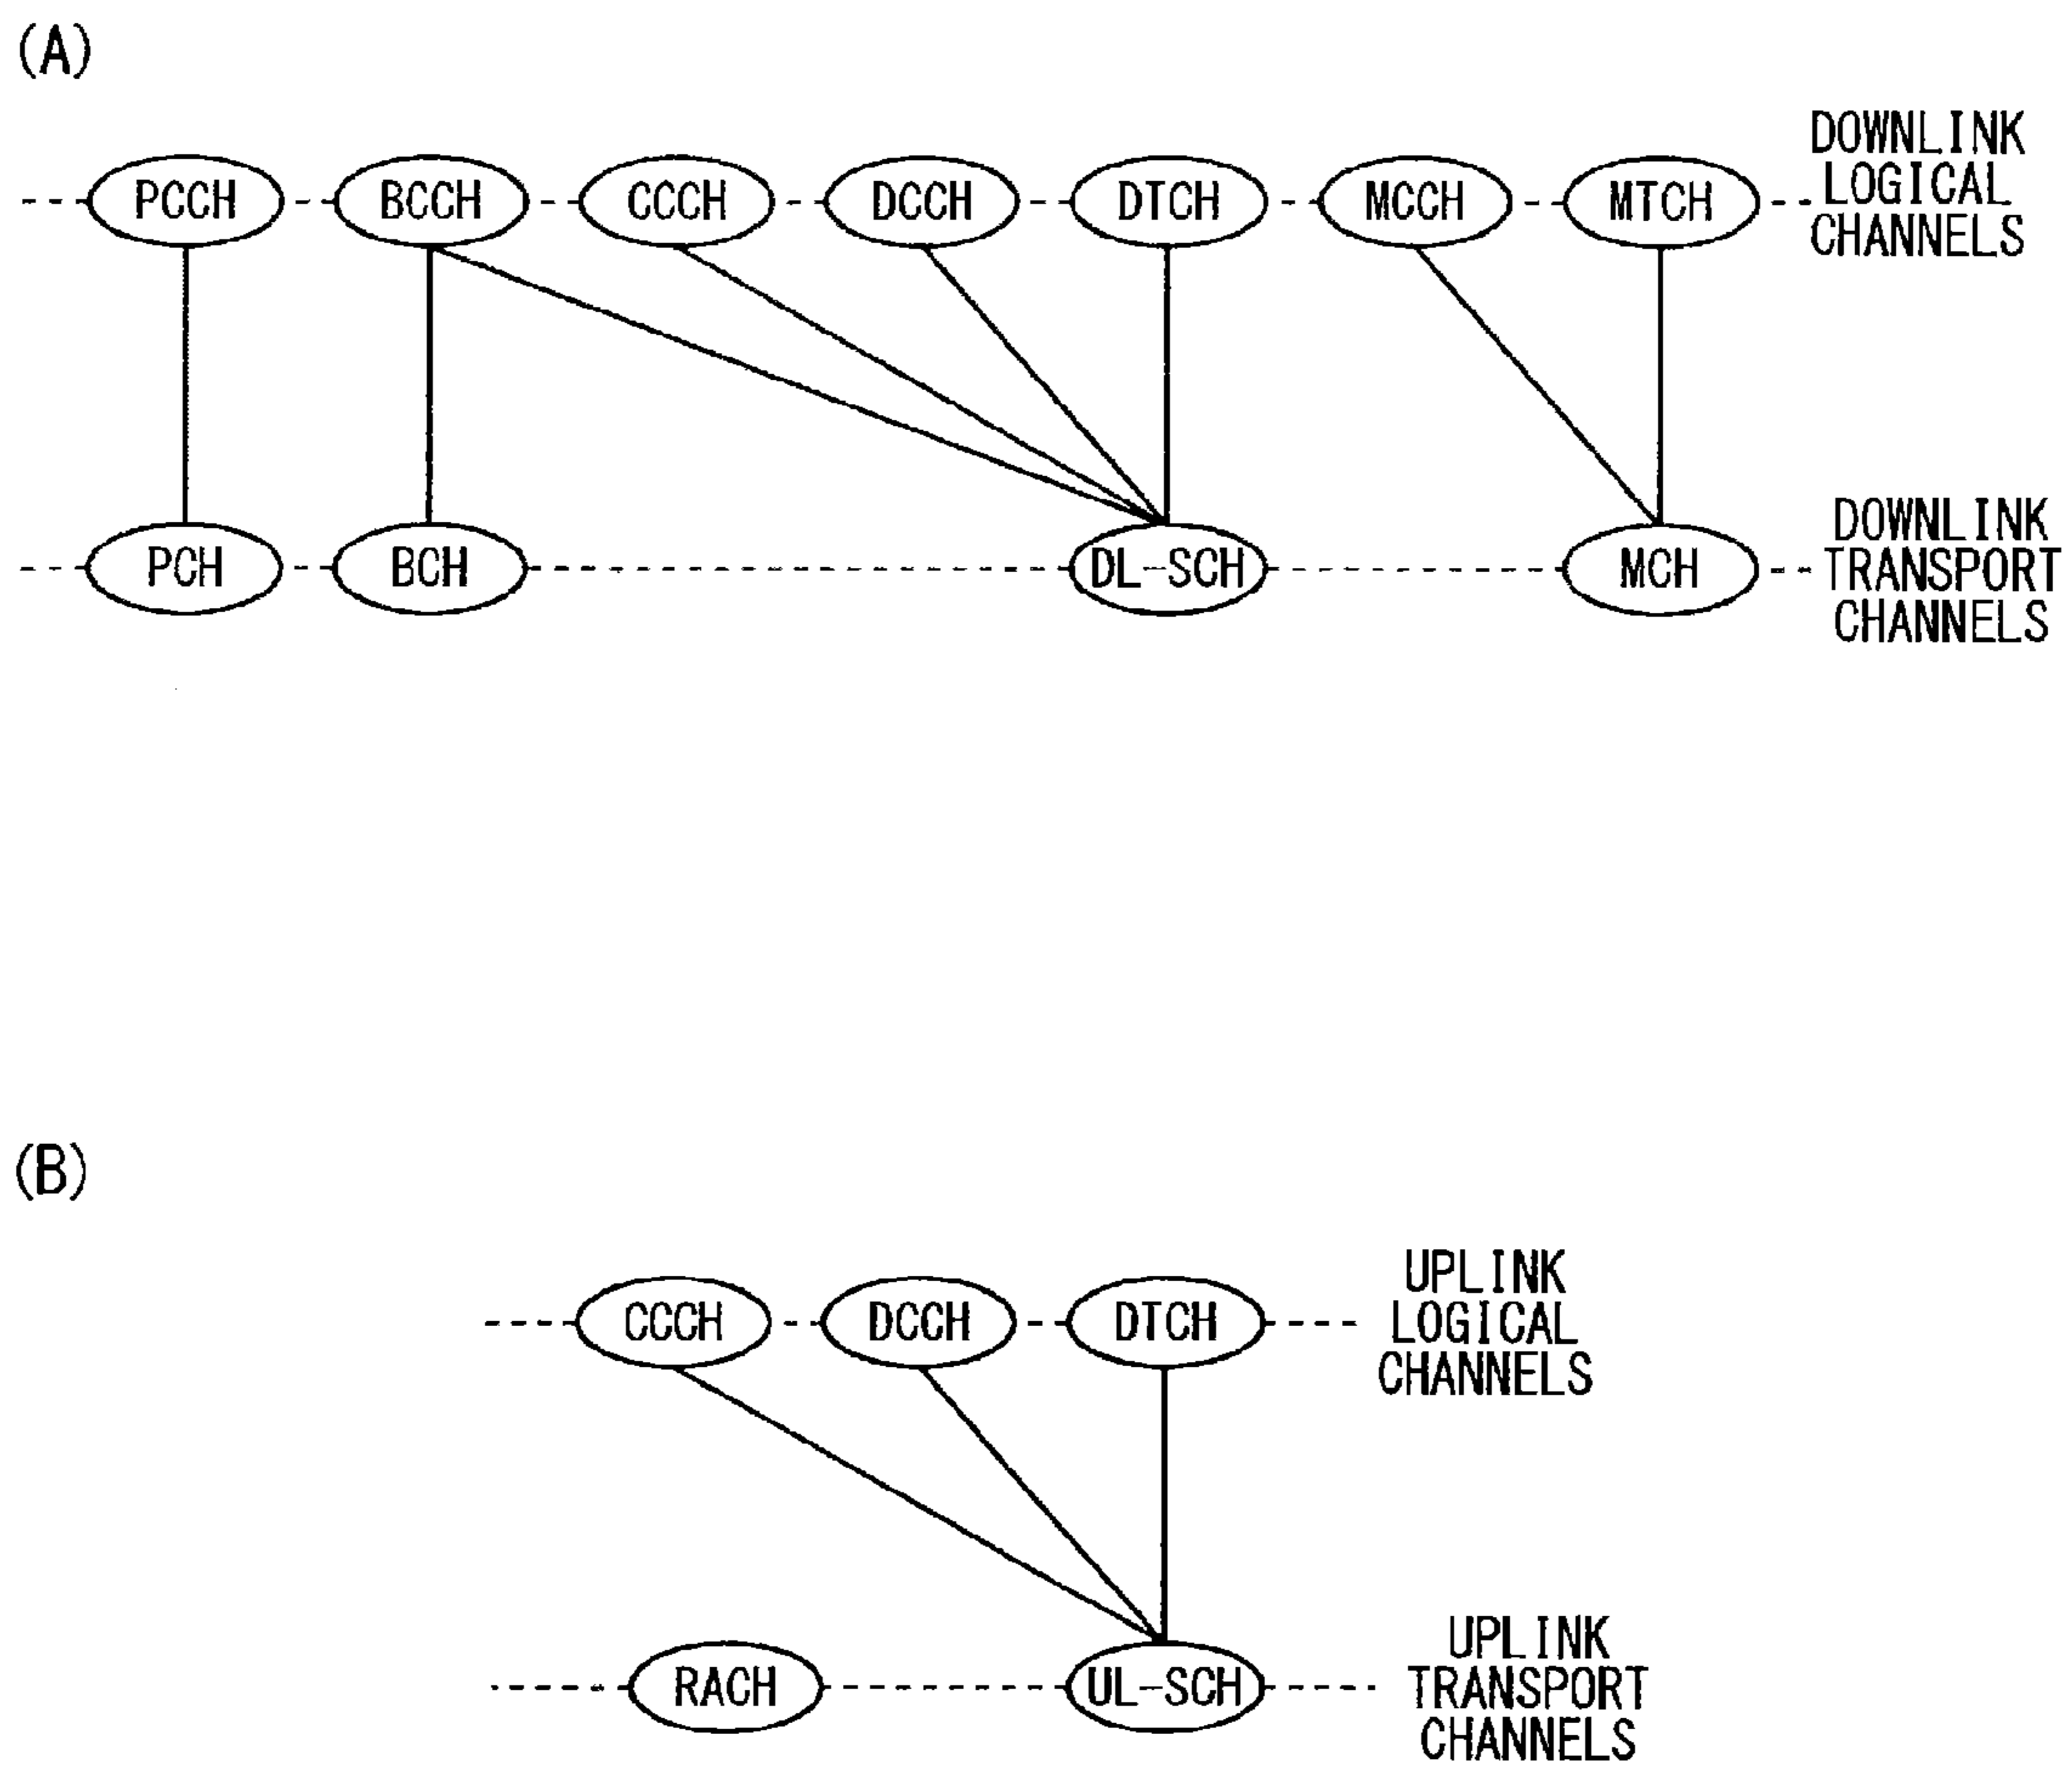 (A)
PCCH BCCH CCCH DCCH DTCH MCCH MTCH
DOWNLINK
LOGICAL
CHANNELS
PCH BCH DL-SCH MCH
DOWNLINK
TRANSPORT
CHANNELS
(B)
CCCH DCCH DTCH
UPLINK
LOGICAL
CHANNELS
RACH UL-SCH
UPLINK
TRANSPORT
CHANNELS